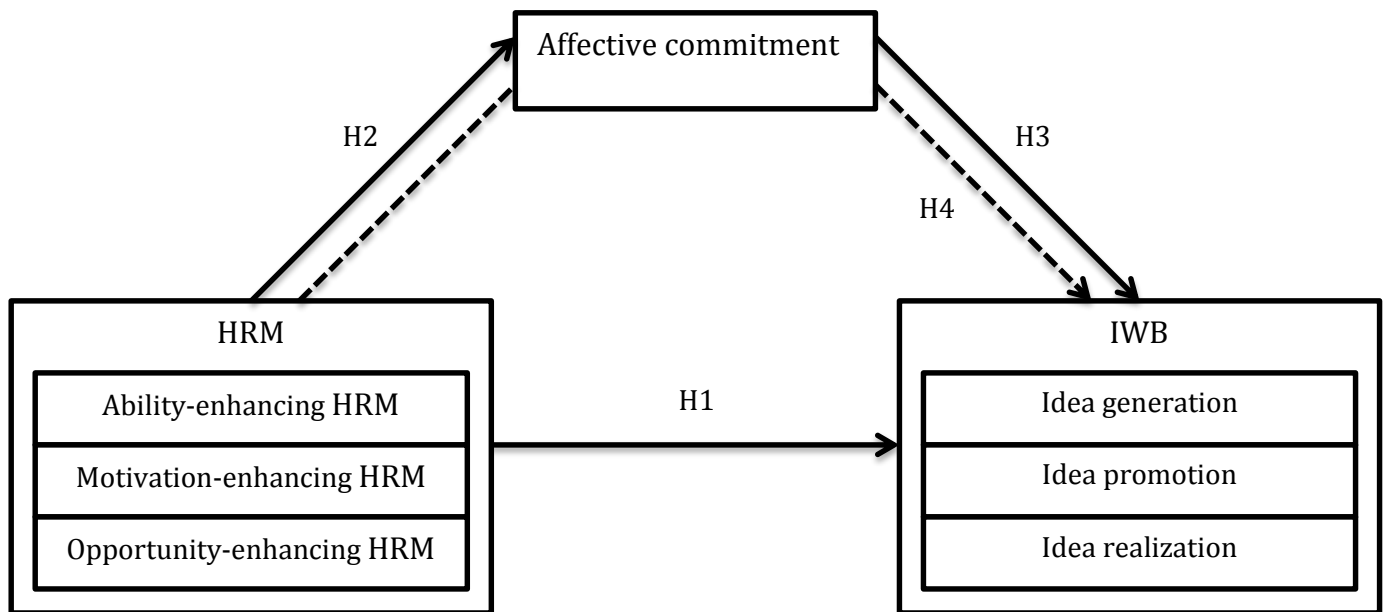 Affective commitment
H2
H3
H4
HRM
Ability-enhancing HRM
Motivation-enhancing HRM
Opportunity-enhancing HRM
H1
IWB
Idea generation
Idea promotion
Idea realization